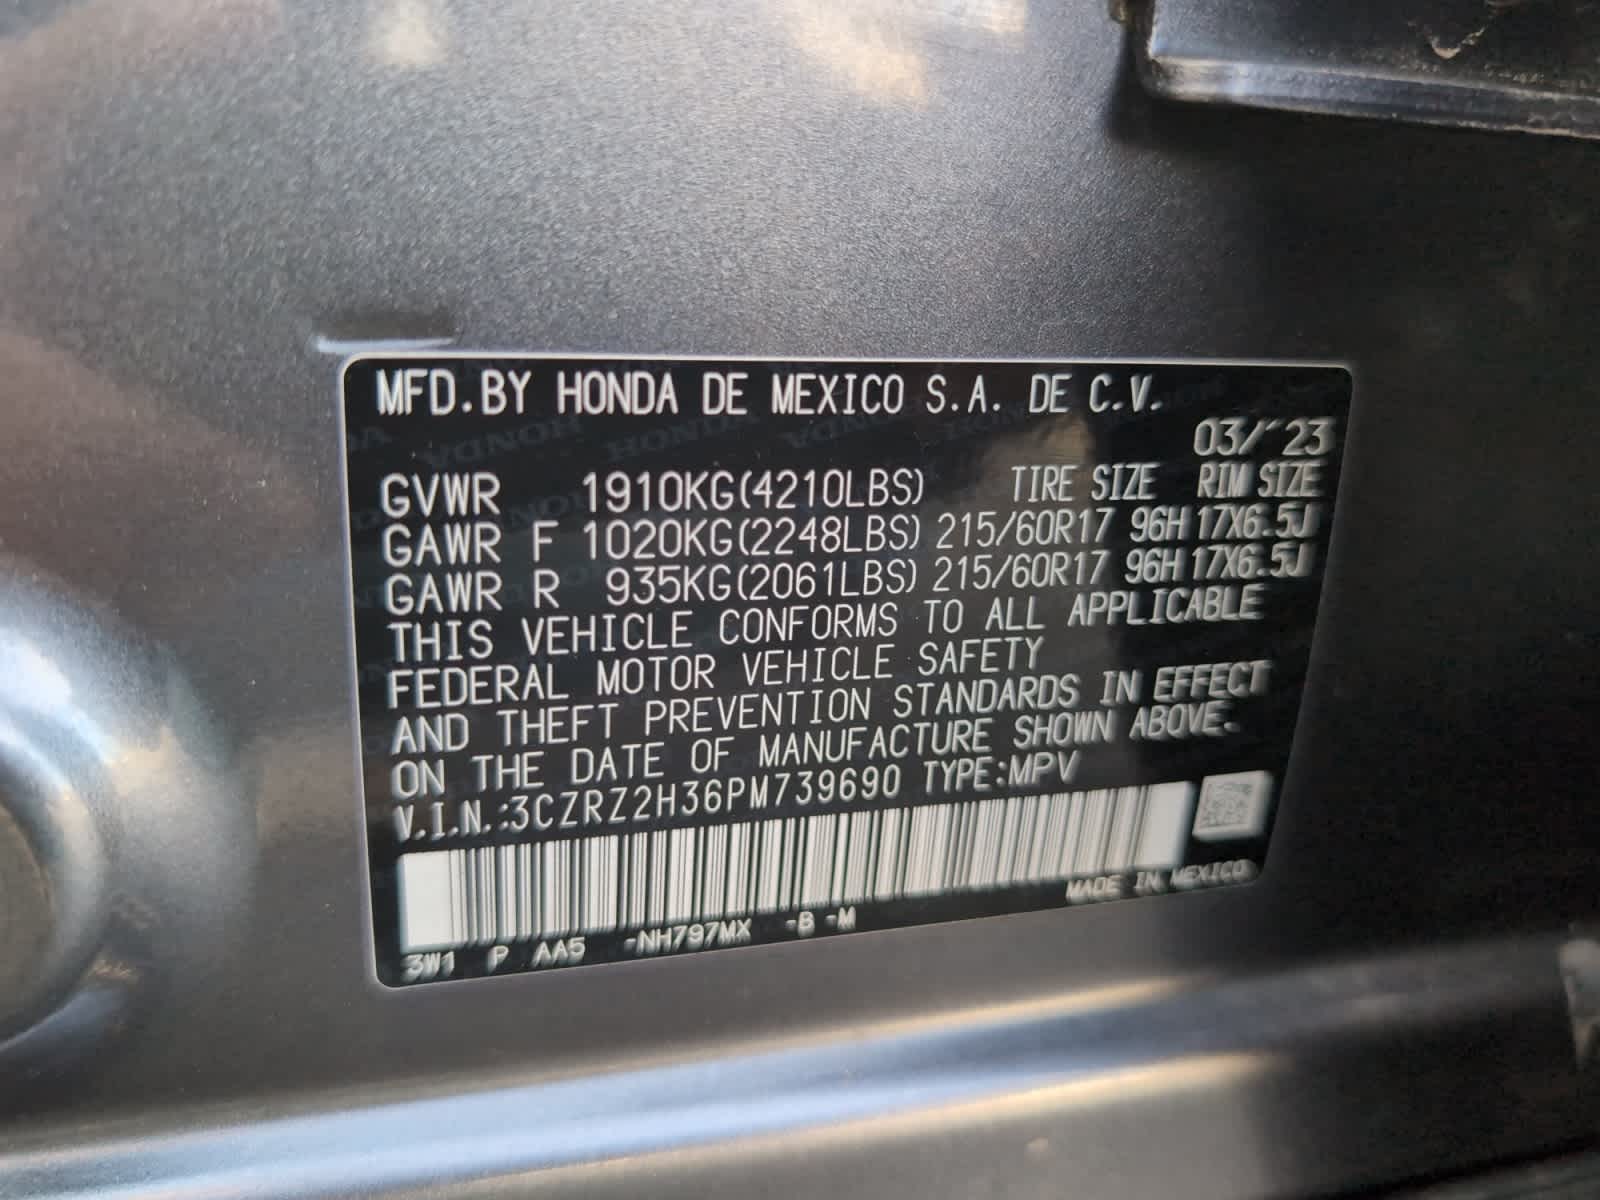 MFD.BY HONDA DE MEXICO S.A. DE C.V.
03/'23
GVWR 1910KG(4210LBS) TIRE SIZE RIM SIZE
GAWR F 1020KG(2248LBS) 215/60R17 96H 17X6.5J
GAWR R 935KG(2061LBS) 215/60R17 96H 17X6.5J
THIS VEHICLE CONFORMS TO ALL APPLICABLE
FEDERAL MOTOR VEHICLE SAFETY
AND THEFT PREVENTION STANDARDS IN EFFECT
ON THE DATE OF MANUFACTURE SHOWN ABOVE.
V.I.N.:3CZRZ2H36PM739690 TYPE:MPV
MADE IN MEXICO
3W1 P AA5 -NH797MX -B -M